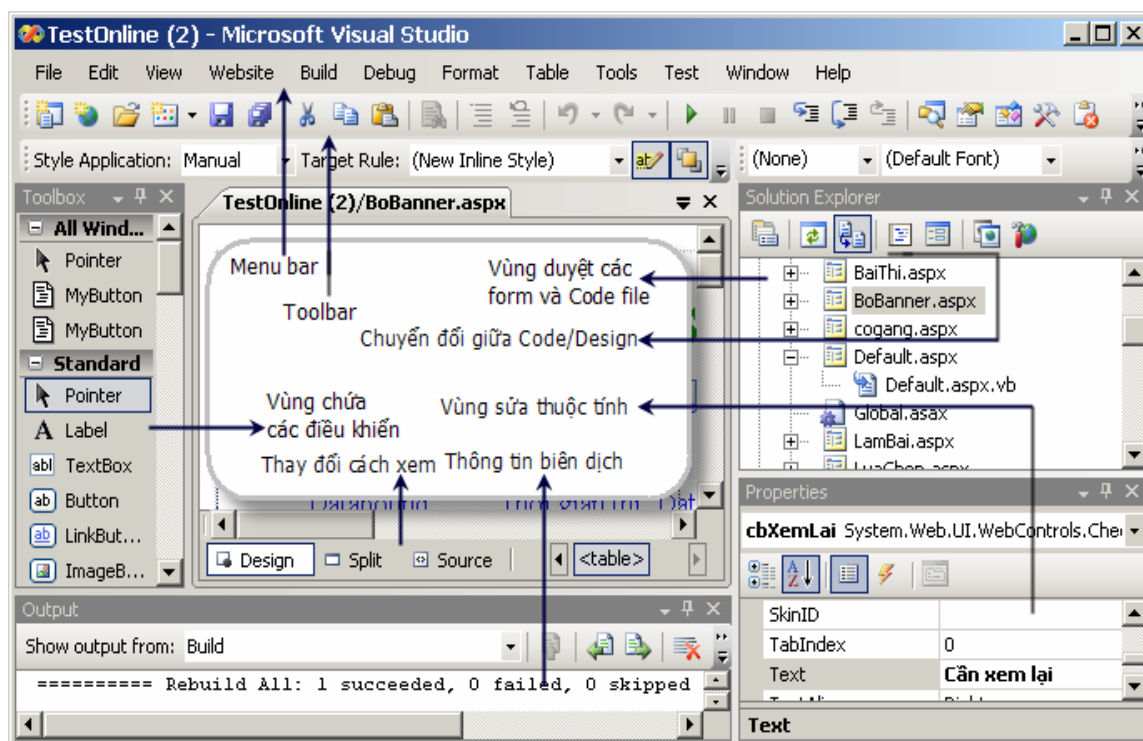 TestOnline (2) - Microsoft Visual Studio
File Edit View Website Build Debug Format Table Tools Test Window Help
Style Application: Manual Target Rule: (New Inline Style) (None) (Default Font)
Toolbox
All Wind...
Pointer
MyButton
MyButton
Standard
Pointer
A Label
abl TextBox
ab Button
ab LinkBut...
ImageB...
TestOnline (2)/BoBanner.aspx
Menu bar
Toolbar
Vùng duyệt các
form và Code file
Chuyển đổi giữa Code/Design
Vùng chứa
các điều khiển
Vùng sửa thuộc tính
Thay đổi cách xem
Thông tin biên dịch
Design Split Source <table>
Solution Explorer
BaiThi.aspx
BoBanner.aspx
cogang.aspx
Default.aspx
Default.aspx.vb
Global.asax
LamBai.aspx
LuaChon.aspx
Properties
cbXemLai System.Web.UI.WebControls.Che
SkinID
TabIndex 0
Text Cần xem lại
Text
Output
Show output from: Build
========== Rebuild All: 1 succeeded, 0 failed, 0 skipped